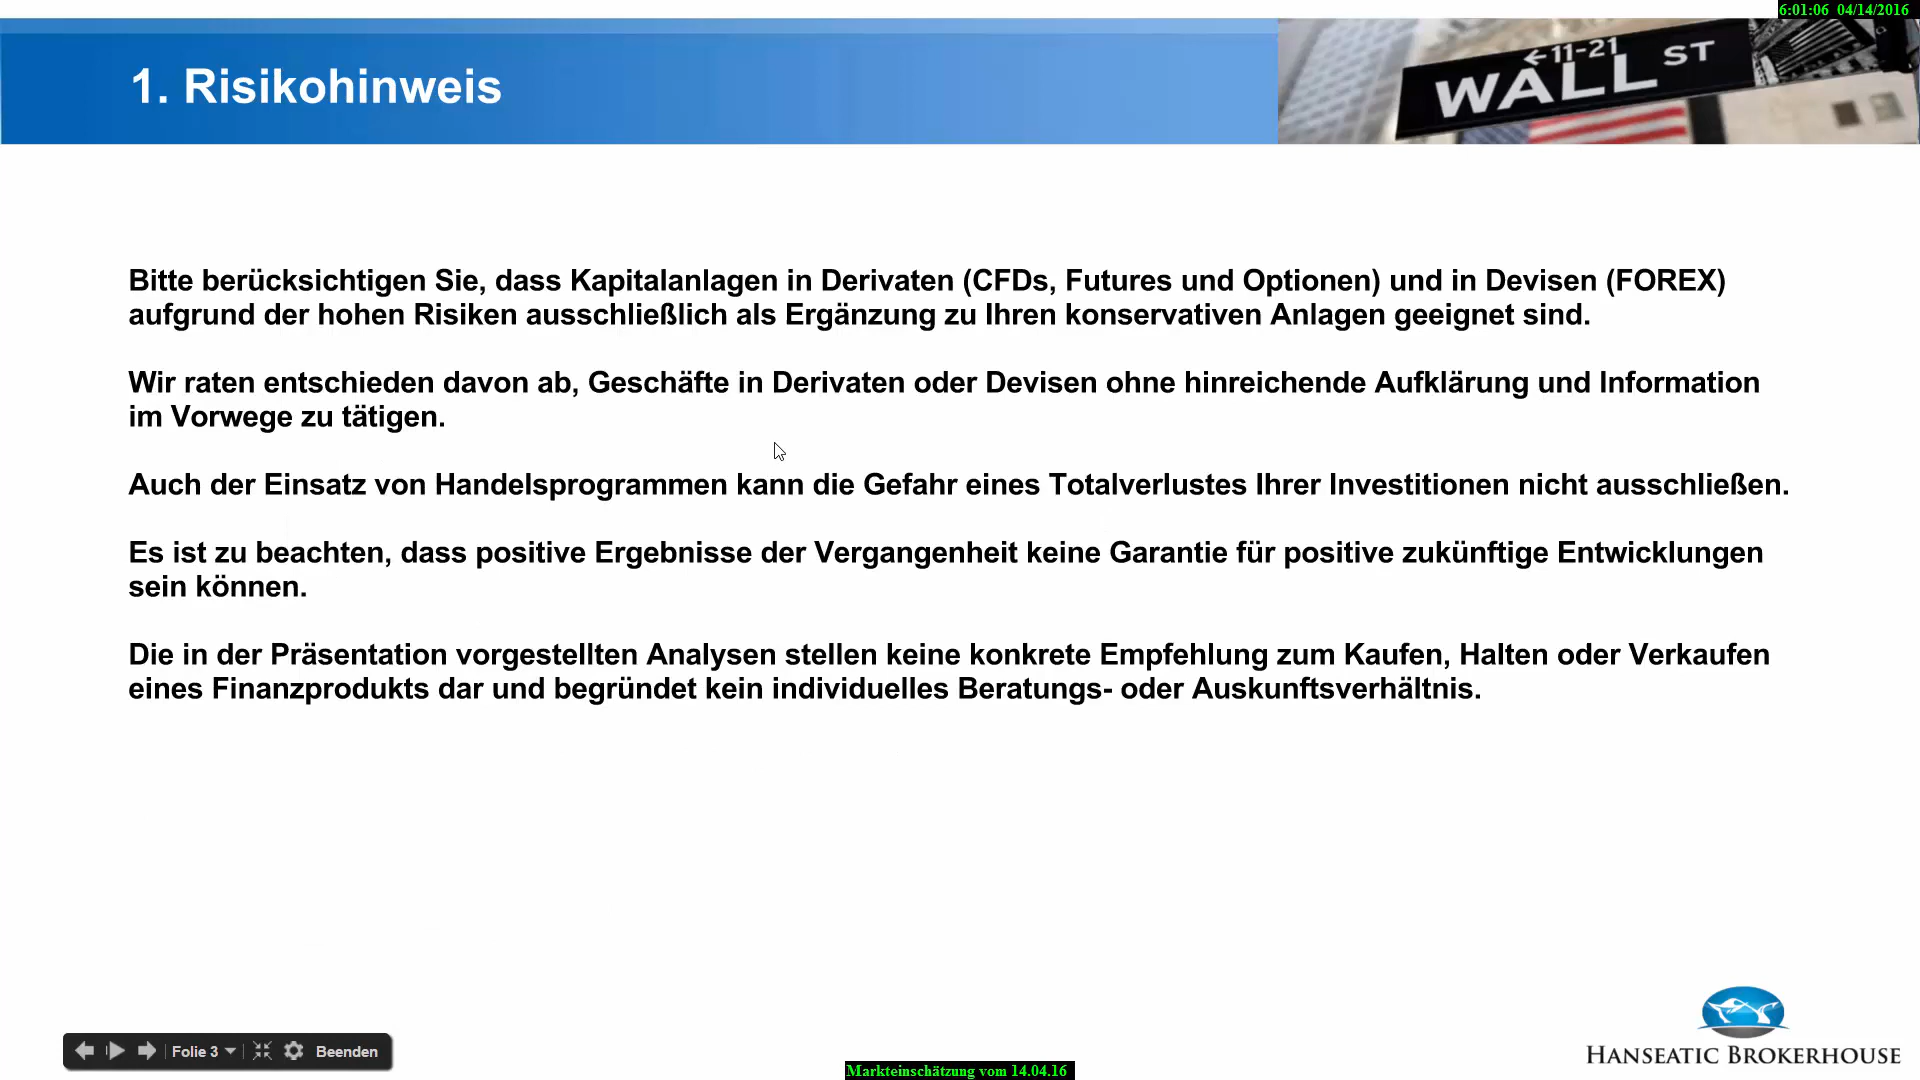 6:01:06 04/14/2016
1. Risikohinweis
←11-21
WALL ST
Bitte berücksichtigen Sie, dass Kapitalanlagen in Derivaten (CFDs, Futures und Optionen) und in Devisen (FOREX)
aufgrund der hohen Risiken ausschließlich als Ergänzung zu Ihren konservativen Anlagen geeignet sind.
Wir raten entschieden davon ab, Geschäfte in Derivaten oder Devisen ohne hinreichende Aufklärung und Information
im Vorwege zu tätigen.
Auch der Einsatz von Handelsprogrammen kann die Gefahr eines Totalverlustes Ihrer Investitionen nicht ausschließen.
Es ist zu beachten, dass positive Ergebnisse der Vergangenheit keine Garantie für positive zukünftige Entwicklungen
sein können.
Die in der Präsentation vorgestellten Analysen stellen keine konkrete Empfehlung zum Kaufen, Halten oder Verkaufen
eines Finanzprodukts dar und begründet kein individuelles Beratungs- oder Auskunftsverhältnis.
Folie 3
Beenden
HANSEATIC BROKERHOUSE
Markteinschätzung vom 14.04.16